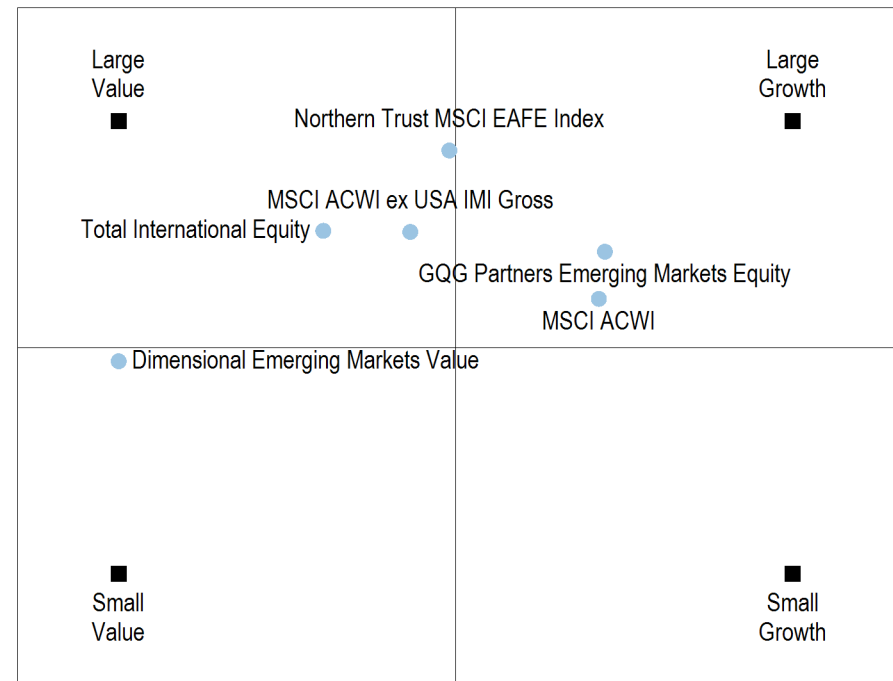 Large
Value
Large
Growth
Northern Trust MSCI EAFE Index
MSCI ACWI ex USA IMI Gross
Total International Equity
GQG Partners Emerging Markets Equity
MSCI ACWI
Dimensional Emerging Markets Value
Small
Value
Small
Growth